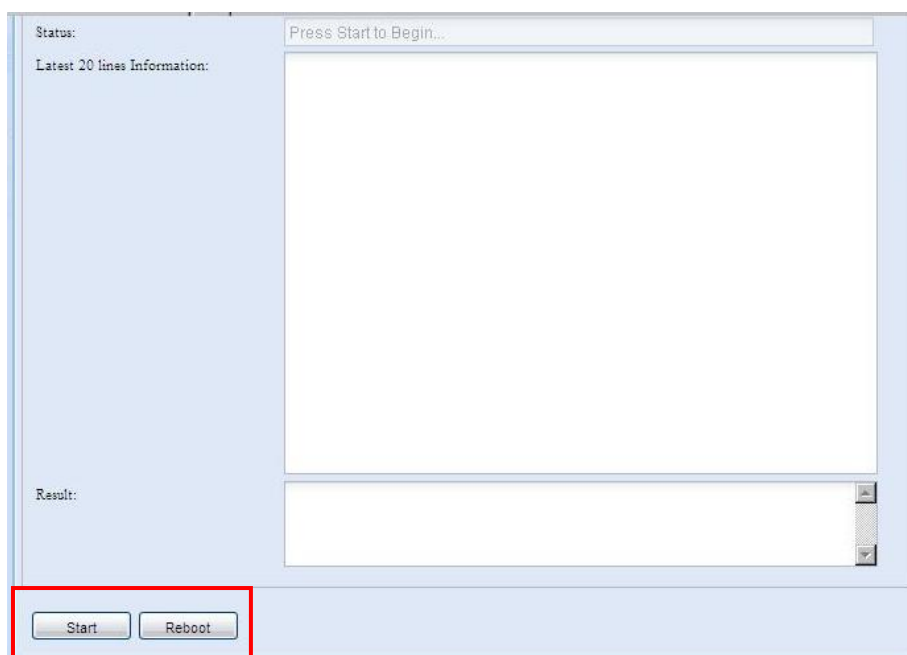 Status:
Press Start to Begin...
Latest 20 lines Information:
Result:
Start
Reboot